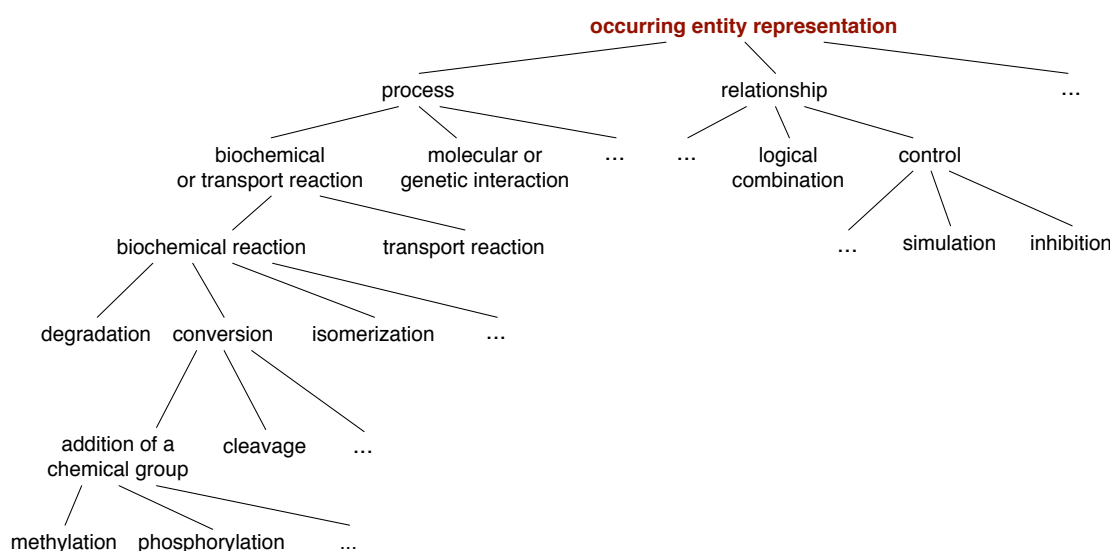 occurring entity representation
process
relationship
...
biochemical
or transport reaction
molecular or
genetic interaction
...
...
logical
combination
control
biochemical reaction
transport reaction
...
simulation
inhibition
degradation
conversion
isomerization
...
addition of a
chemical group
cleavage
...
methylation
phosphorylation
...